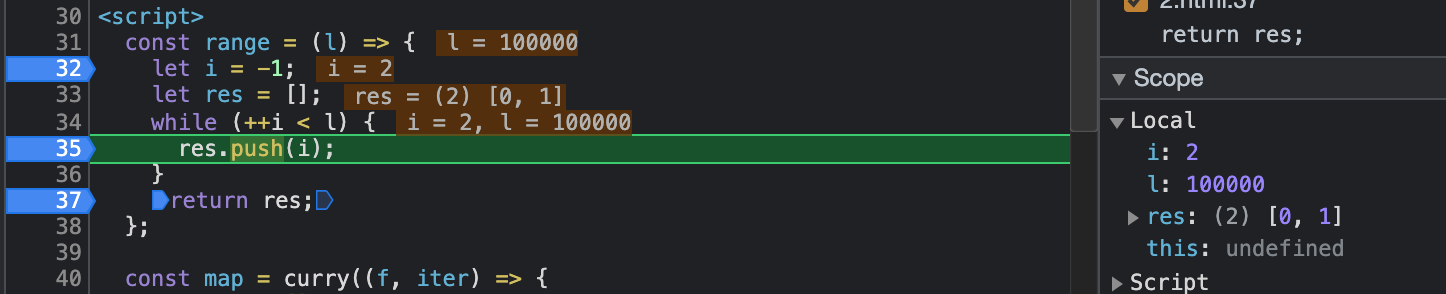 30 <script>
31 const range = (l) => { l = 100000
32 let i = -1; i = 2
33 let res = []; res = (2) [0, 1]
34 while (++i < l) { i = 2, l = 100000
35 res.push(i);
36 }
37 return res;
38 };
39
40 const map = curry((f, iter) => {
2.html:37
return res;
Scope
Local
i: 2
l: 100000
res: (2) [0, 1]
this: undefined
Script